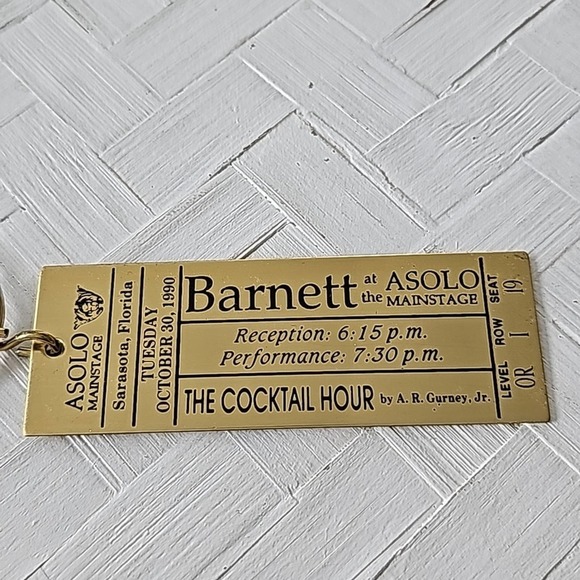 ASOLO
MAINSTAGE
Sarasota, Florida
TUESDAY
OCTOBER 30, 1990
Barnett at the ASOLO MAINSTAGE
Reception: 6:15 p.m.
Performance: 7:30 p.m.
THE COCKTAIL HOUR by A. R. Gurney, Jr.
LEVEL ROW SEAT
OR I 19